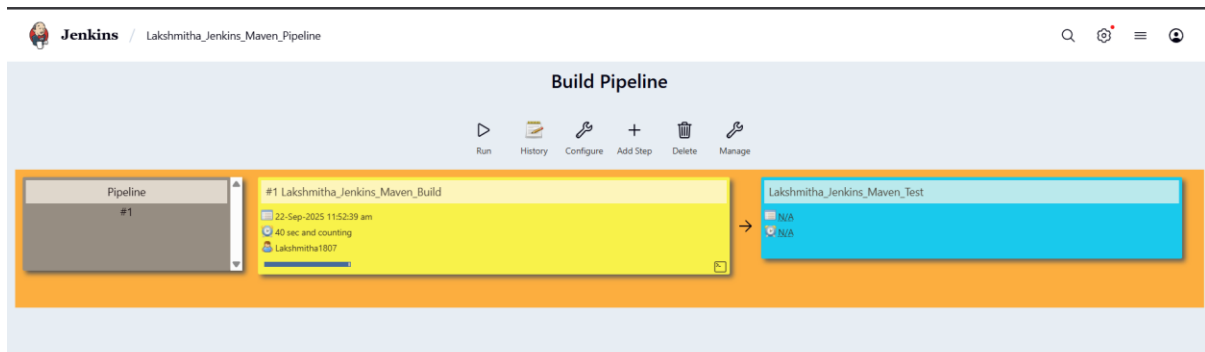 Jenkins / Lakshmitha_Jenkins_Maven_Pipeline
Build Pipeline
Run History Configure Add Step Delete Manage
Pipeline
#1
#1 Lakshmitha_Jenkins_Maven_Build
22-Sep-2025 11:52:39 am
40 sec and counting
Lakshmitha1807
Lakshmitha_Jenkins_Maven_Test
N/A
N/A